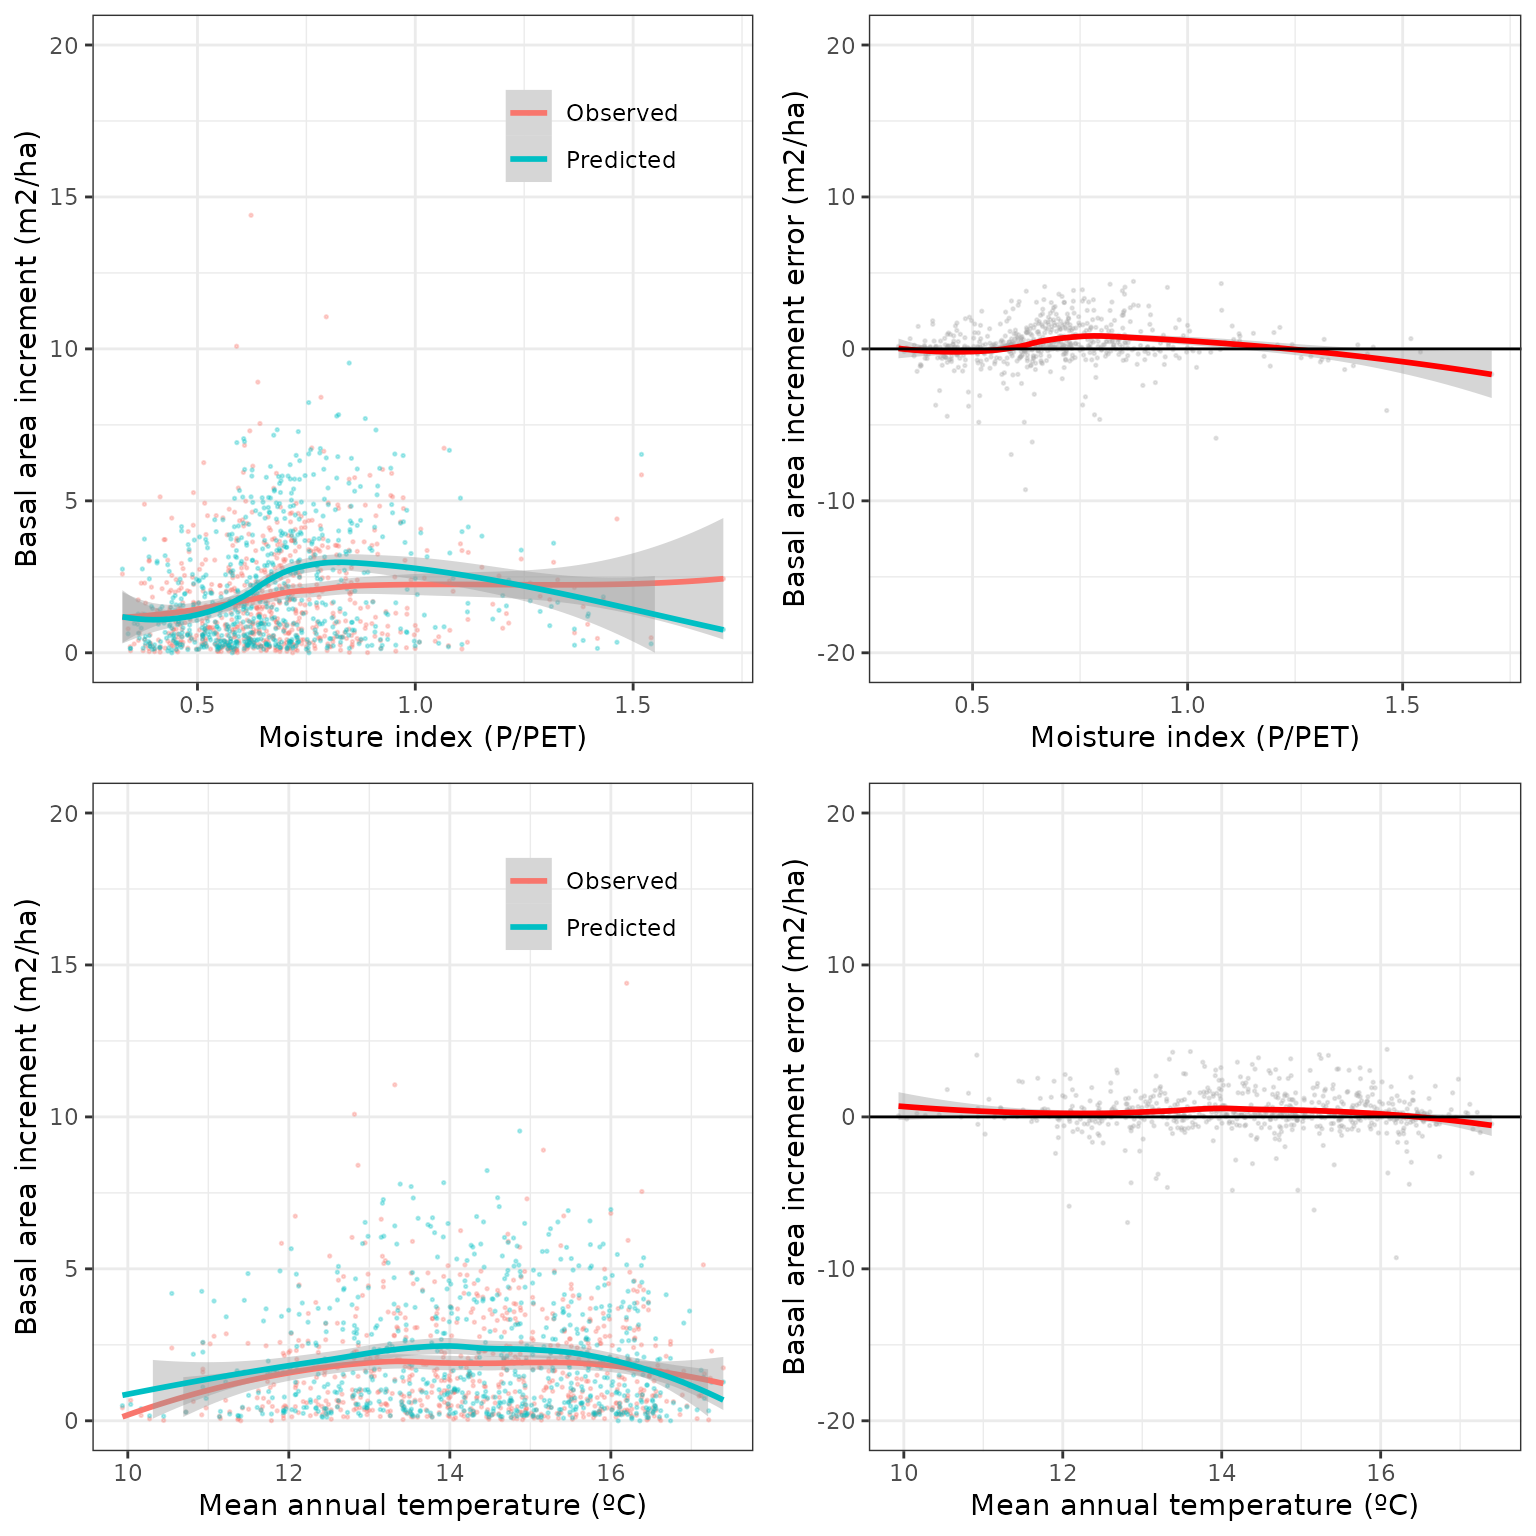 Basal area increment (m2/ha)
20
15
10
5
0
Observed
Predicted
0.5 1.0 1.5
Moisture index (P/PET)
Basal area increment error (m2/ha)
20
10
0
-10
-20
0.5 1.0 1.5
Moisture index (P/PET)
Basal area increment (m2/ha)
20
15
10
5
0
Observed
Predicted
10 12 14 16
Mean annual temperature (ºC)
Basal area increment error (m2/ha)
20
10
0
-10
-20
10 12 14 16
Mean annual temperature (ºC)